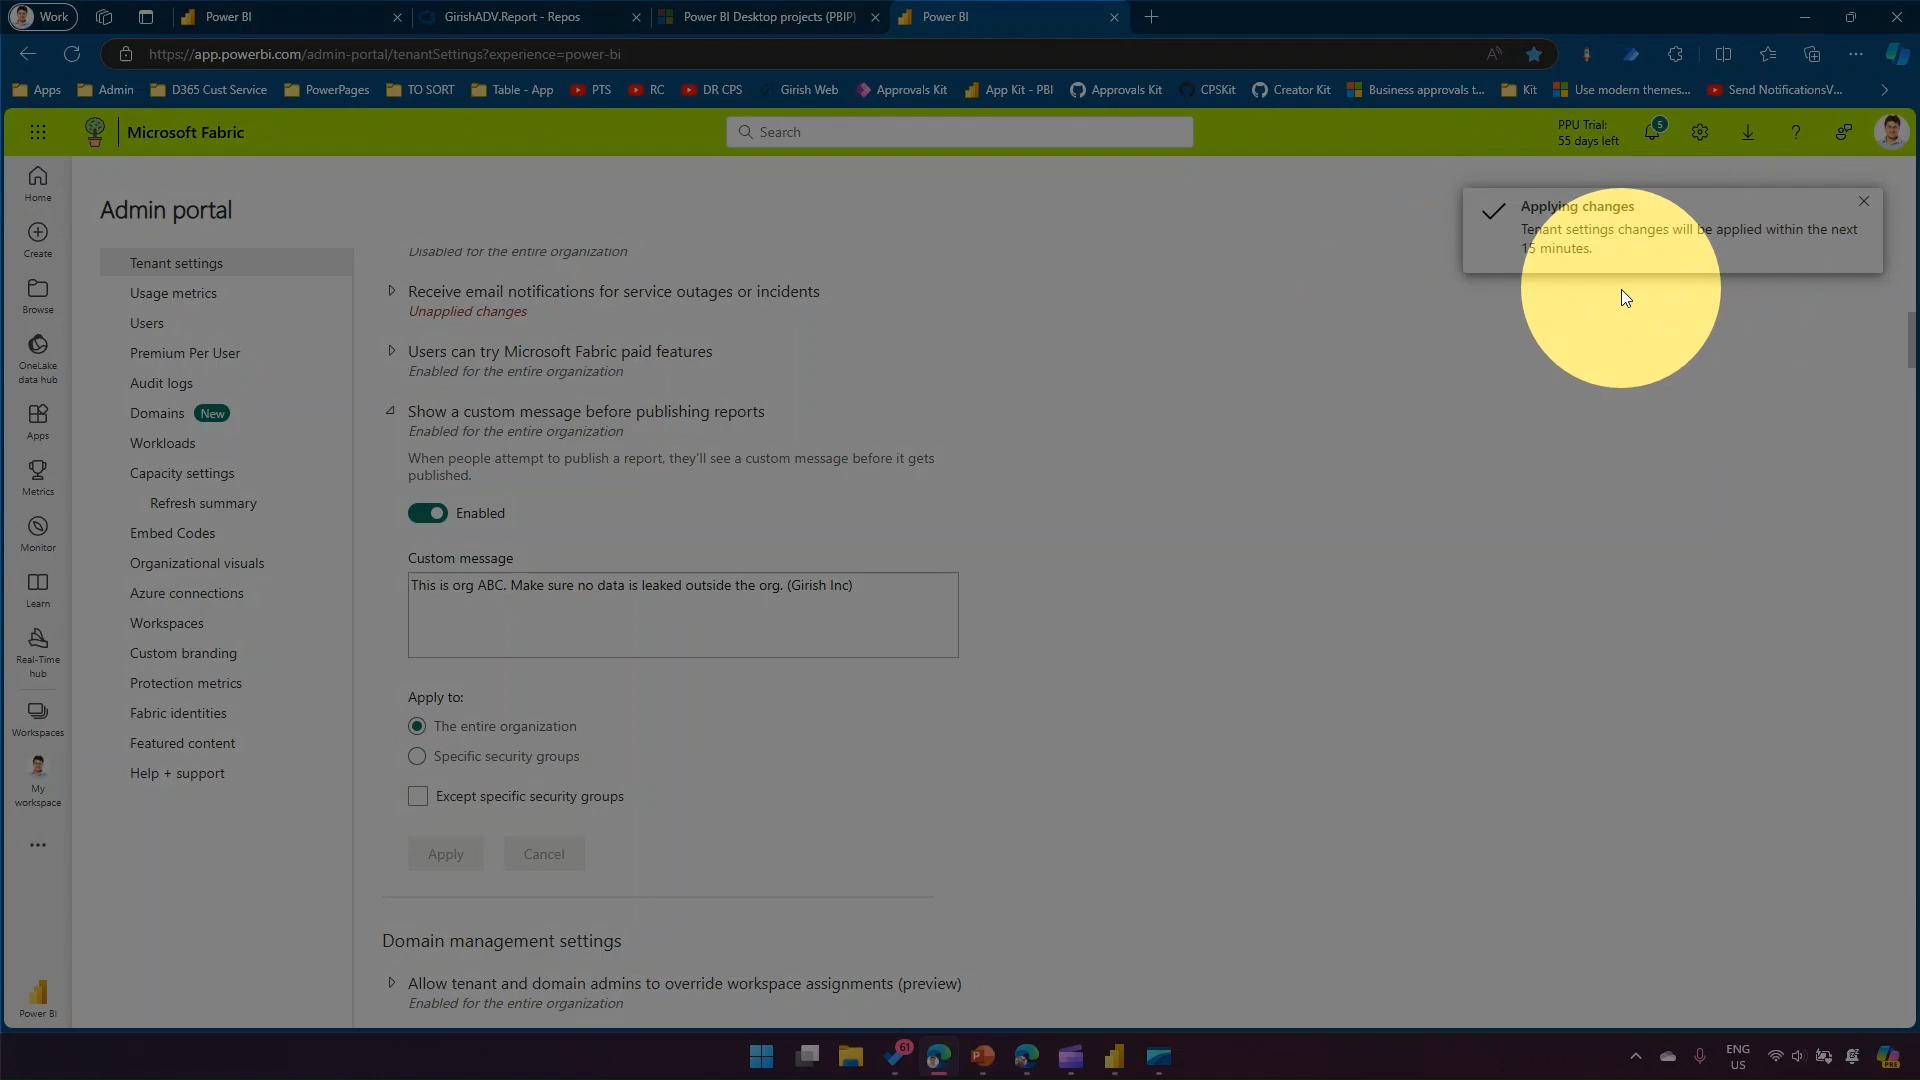 Work
Power BI
GirishADV.Report - Repos
Power BI Desktop projects (PBIP)
Power BI
https://app.powerbi.com/admin-portal/tenantSettings?experience=power-bi
Apps
Admin
D365 Cust Service
PowerPages
TO SORT
Table - App
PTS
RC
DR CPS
Girish Web
Approvals Kit
App Kit - PBI
Approvals Kit
CPSKit
Creator Kit
Business approvals t...
Kit
Use modern themes...
Send NotificationsV...
Microsoft Fabric
Search
PPU Trial:
55 days left
5
Home
Create
Browse
OneLake
data hub
Apps
Metrics
Monitor
Learn
Real-Time
hub
Workspaces
My
workspace
Power BI
Admin portal
Tenant settings
Usage metrics
Users
Premium Per User
Audit logs
Domains New
Workloads
Capacity settings
Refresh summary
Embed Codes
Organizational visuals
Azure connections
Workspaces
Custom branding
Protection metrics
Fabric identities
Featured content
Help + support
Disabled for the entire organization
Receive email notifications for service outages or incidents
Unapplied changes
Users can try Microsoft Fabric paid features
Enabled for the entire organization
Show a custom message before publishing reports
Enabled for the entire organization
When people attempt to publish a report, they'll see a custom message before it gets
published.
Enabled
Custom message
This is org ABC. Make sure no data is leaked outside the org. (Girish Inc)
Apply to:
The entire organization
Specific security groups
Except specific security groups
Apply
Cancel
Domain management settings
Allow tenant and domain admins to override workspace assignments (preview)
Enabled for the entire organization
Applying changes
Tenant settings changes will be applied within the next
15 minutes.
61
ENG
US
PRE